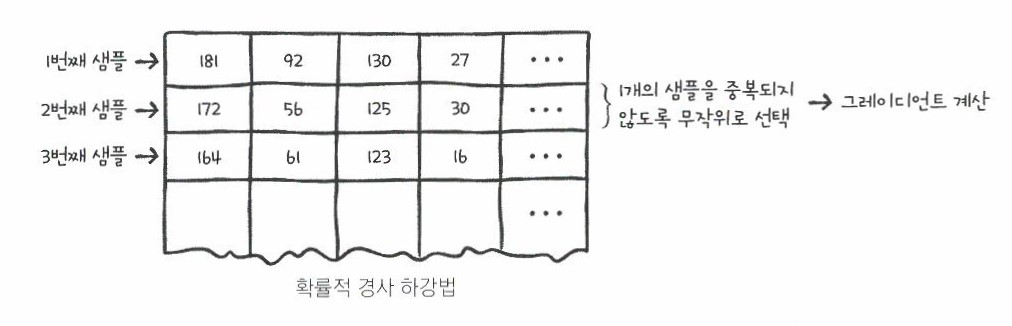 1번째 샘플 → 181 92 130 27 •••
2번째 샘플 → 172 56 125 30 •••
3번째 샘플 → 164 61 123 16 •••
•••
1개의 샘플을 중복되지
않도록 무작위로 선택
→ 그레이디언트 계산
확률적 경사 하강법